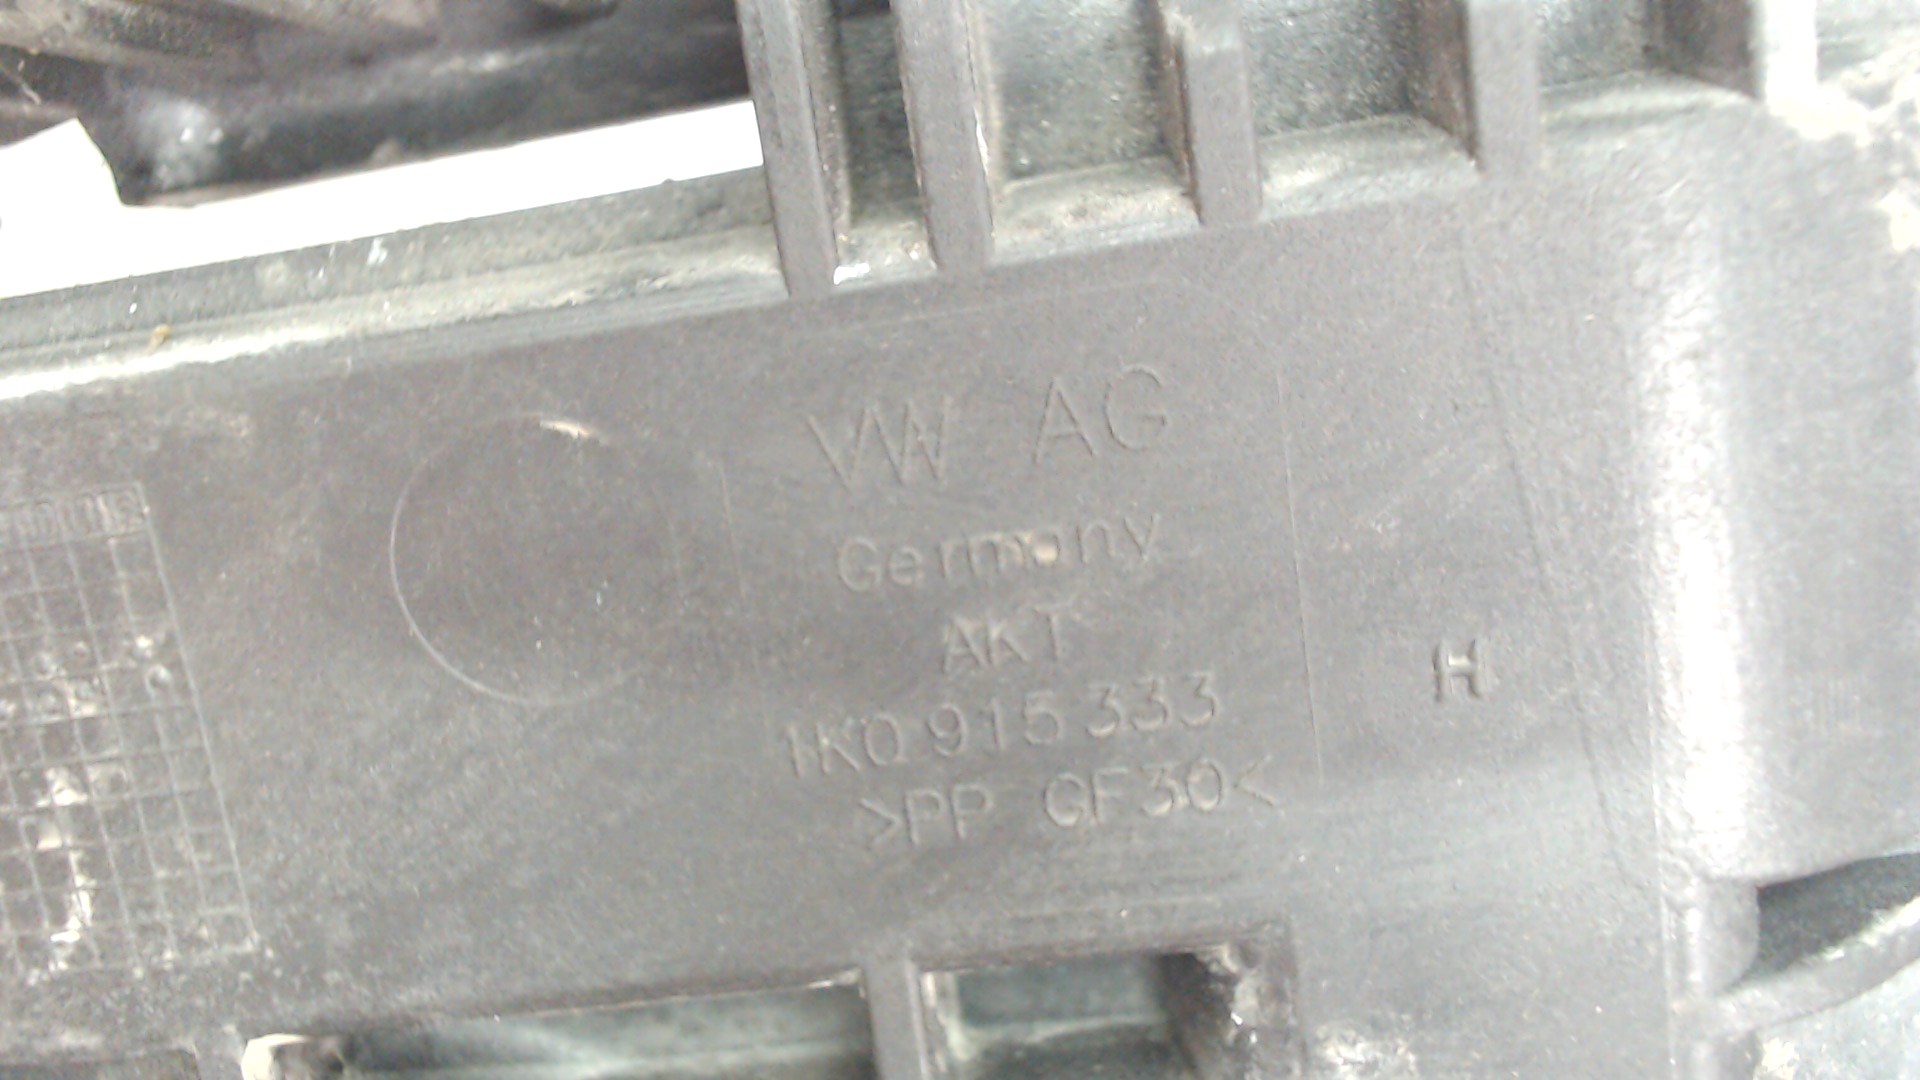 VW AG
Germany
AKT
1K0 915 333
H
>PP GF30<